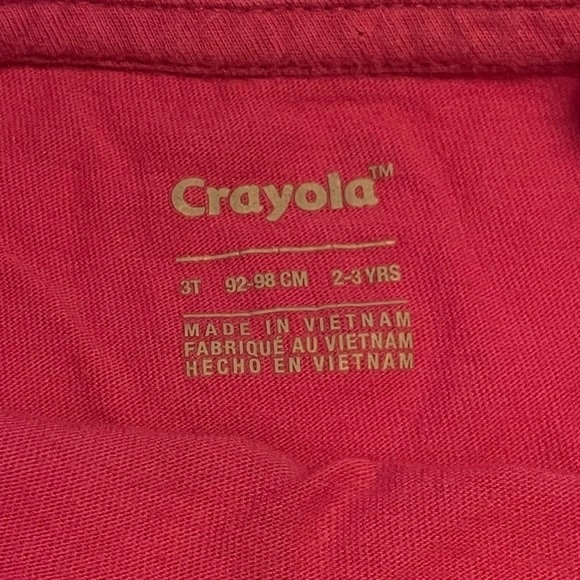 Crayola™
3T 92-98 CM 2-3 YRS
MADE IN VIETNAM
FABRIQUÉ AU VIETNAM
HECHO EN VIETNAM